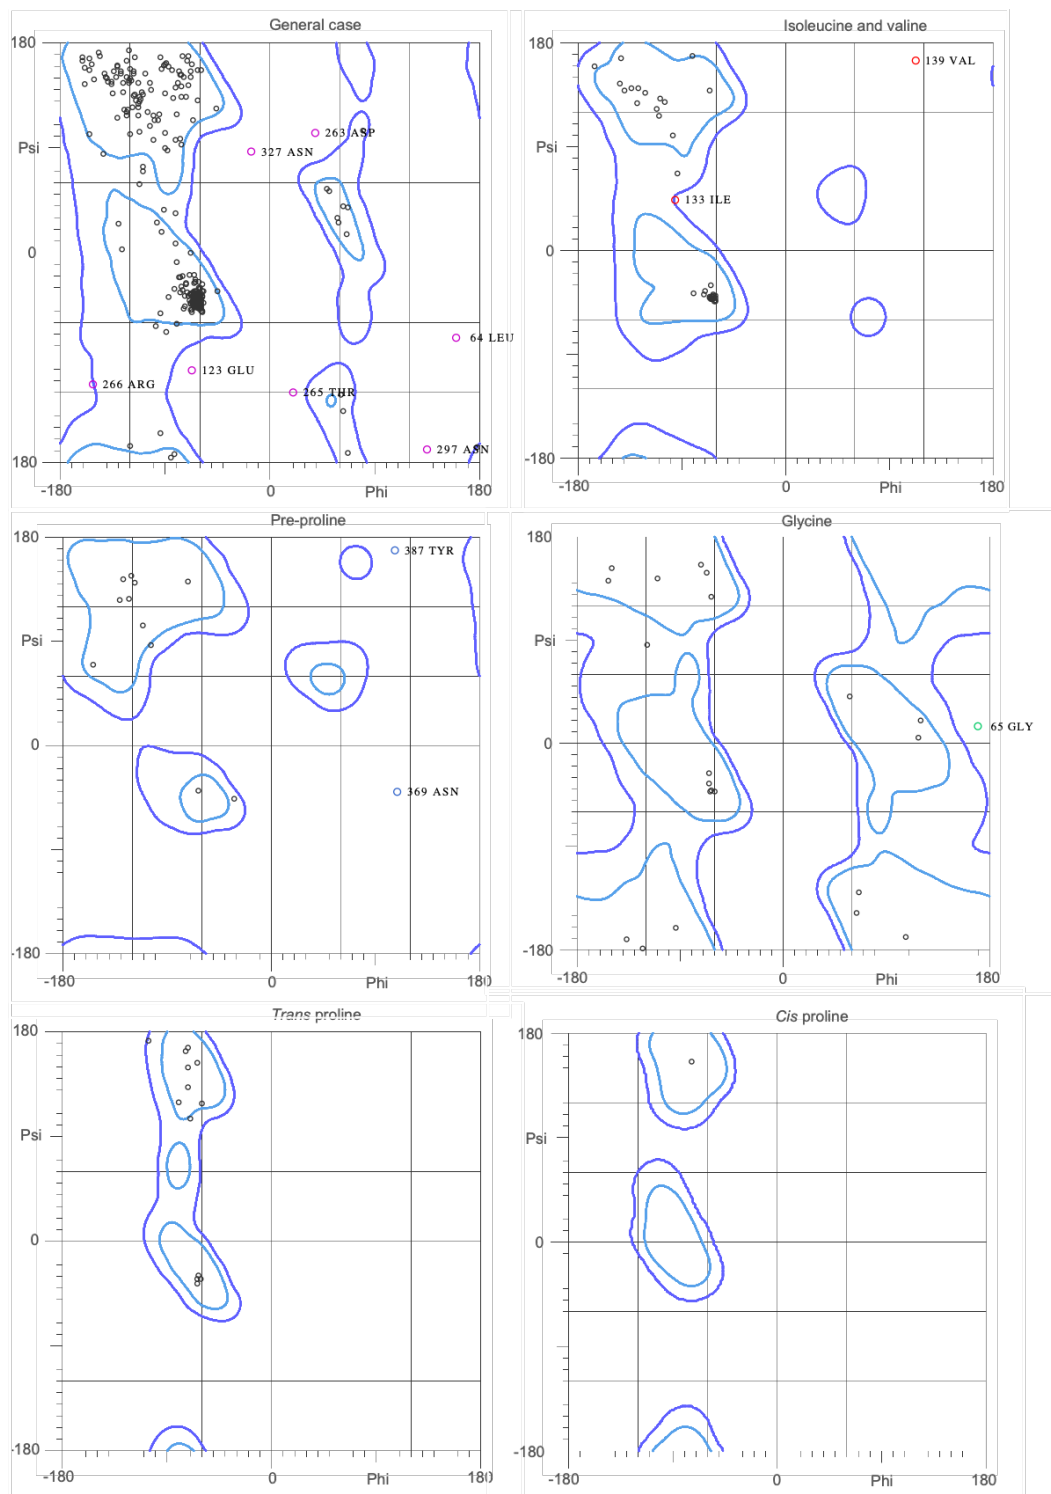 General case
180
263 ASP
327 ASN
Psi
0
64 LEU
123 GLU
266 ARG
265 THR
297 ASN
180
-180
0
Phi
180
Isoleucine and valine
180
139 VAL
Psi
133 ILE
0
-180
-180
0
Phi
180
Pre-proline
180
387 TYR
Psi
0
369 ASN
-180
-180
0
Phi
180
Glycine
180
Psi
65 GLY
0
-180
-180
0
Phi
180
Trans proline
180
Psi
0
-180
-180
0
Phi
180
Cis proline
180
Psi
0
-180
-180
0
Phi
180